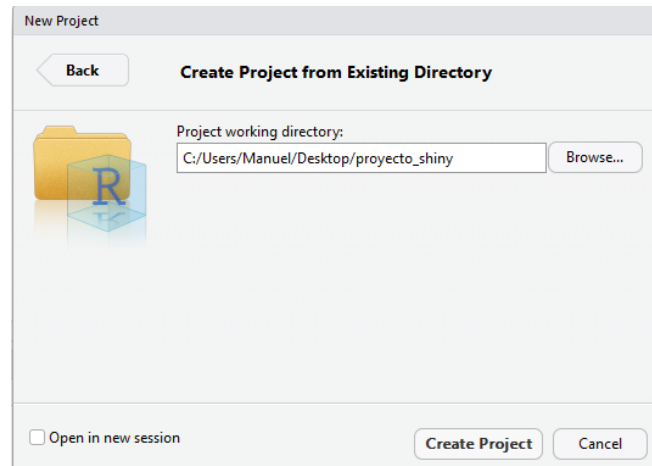 New Project
Back
Create Project from Existing Directory
Project working directory:
C:/Users/Manuel/Desktop/proyecto_shiny
Browse...
R
Open in new session
Create Project
Cancel